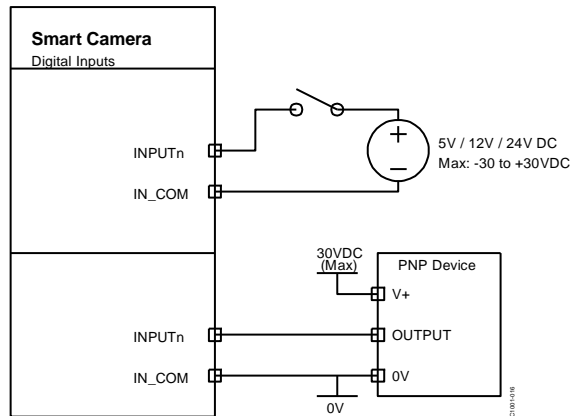 Smart Camera
Digital Inputs
INPUTn
IN_COM
5V / 12V / 24V DC
Max: -30 to +30VDC
30VDC
(Max)
PNP Device
V+
INPUTn
OUTPUT
IN_COM
0V
0V